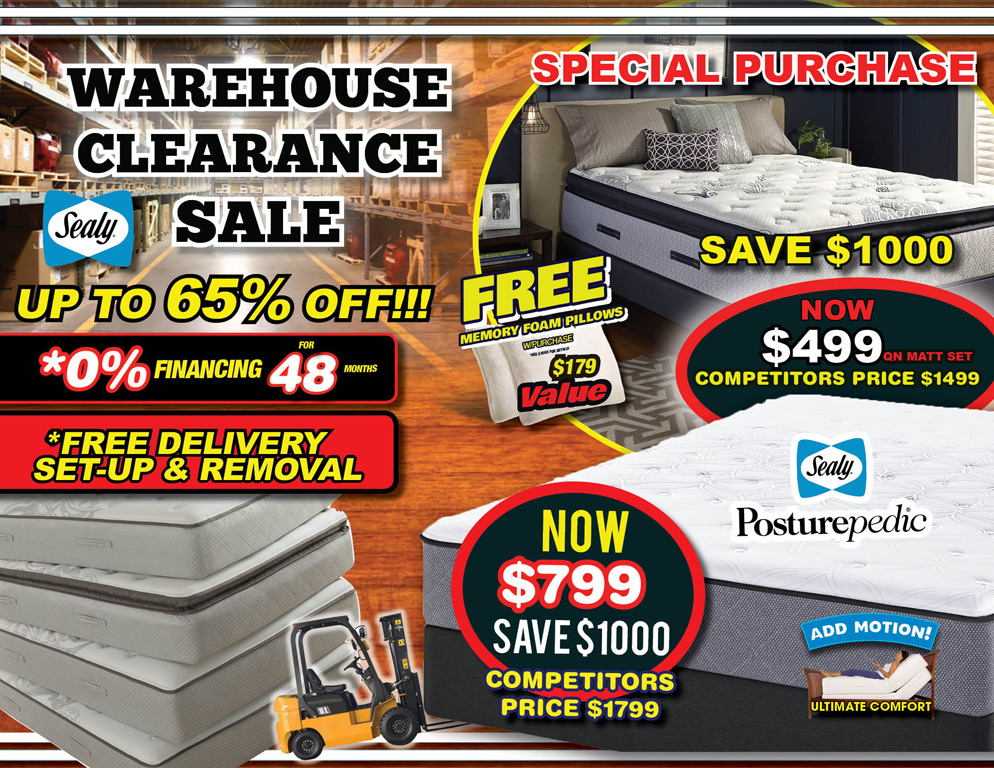 WAREHOUSE
CLEARANCE
SALE
Sealy
UP TO 65% OFF!!!
*0% FINANCING FOR 48 MONTHS
*FREE DELIVERY
SET-UP & REMOVAL
SPECIAL PURCHASE
SAVE $1000
FREE
MEMORY FOAM PILLOWS
W/PURCHASE
$179
Value
NOW
$499 QN MATT SET
COMPETITORS PRICE $1499
Sealy
Posturepedic
NOW
$799
SAVE $1000
COMPETITORS
PRICE $1799
ADD MOTION!
ULTIMATE COMFORT